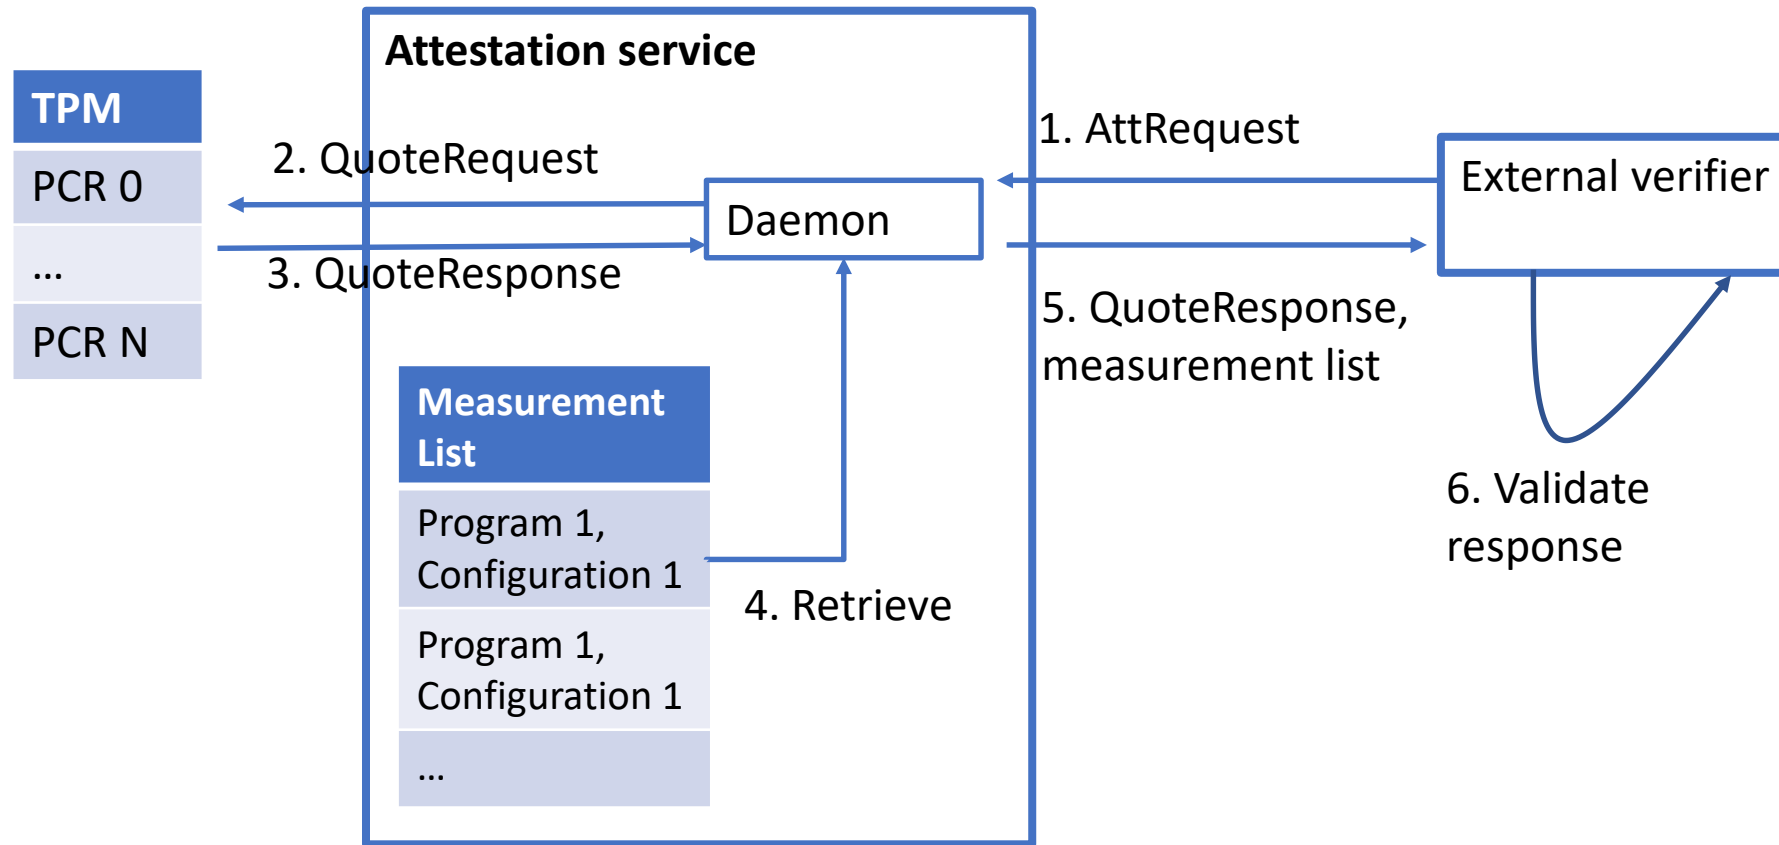 Attestation service
TPM
PCR 0
...
PCR N
2. QuoteRequest
3. QuoteResponse
Daemon
1. AttRequest
External verifier
5. QuoteResponse,
measurement list
Measurement
List
Program 1,
Configuration 1
Program 1,
Configuration 1
...
4. Retrieve
6. Validate
response